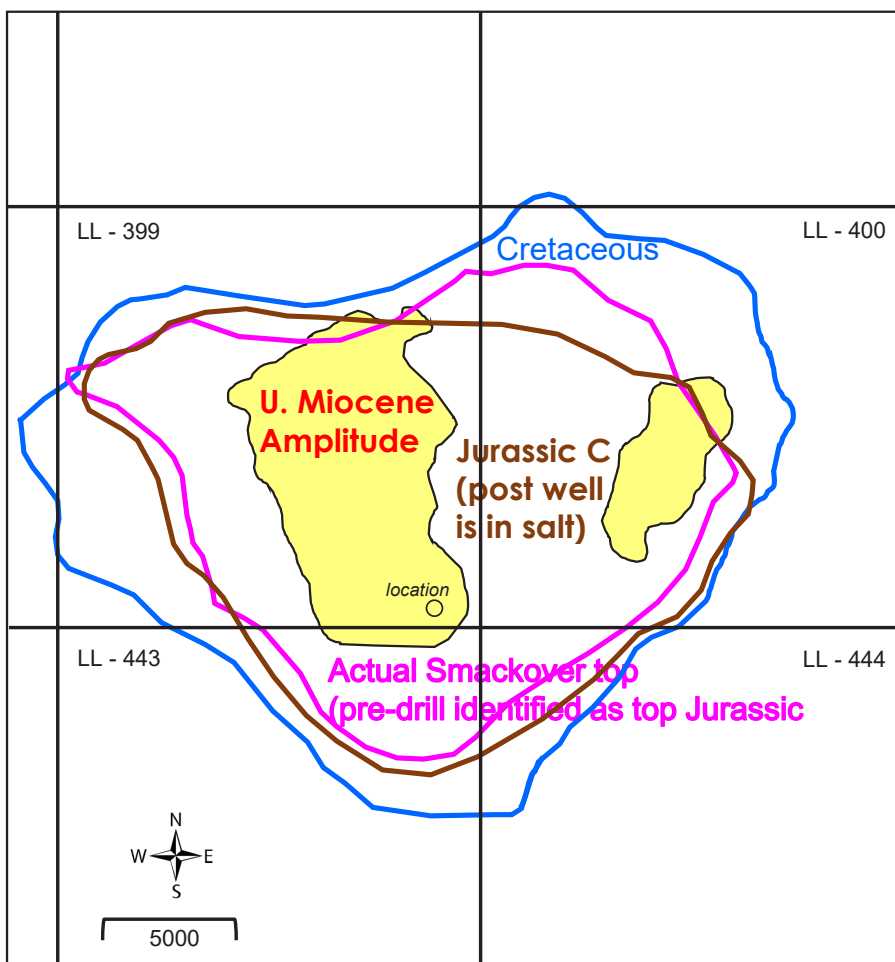 LL - 399
LL - 400
Cretaceous
U. Miocene
Amplitude
Jurassic C
(post well
is in salt)
location
LL - 443
LL - 444
Actual Smackover top
(pre-drill identified as top Jurassic
N
W
E
S
5000